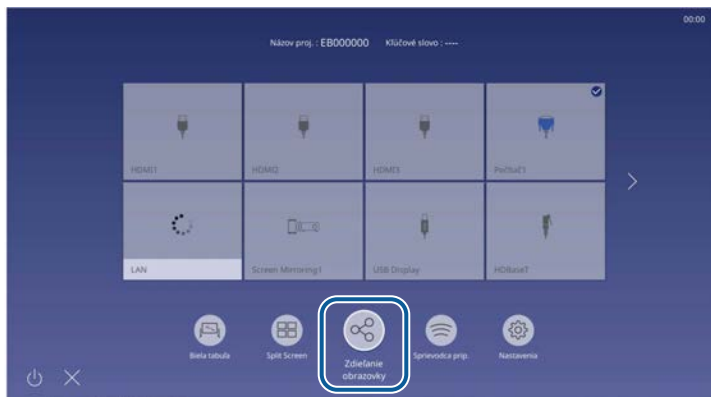 00:00
Názov proj. : EB000000 Kľúčové slovo : ----
HDMI1 HDMI2 HDMI3 Počítač1
LAN Screen Mirroring1 USB Display HDBaseT
Biela tabuľa Split Screen Zdieľanie obrazovky Sprievodca prip. Nastavenia